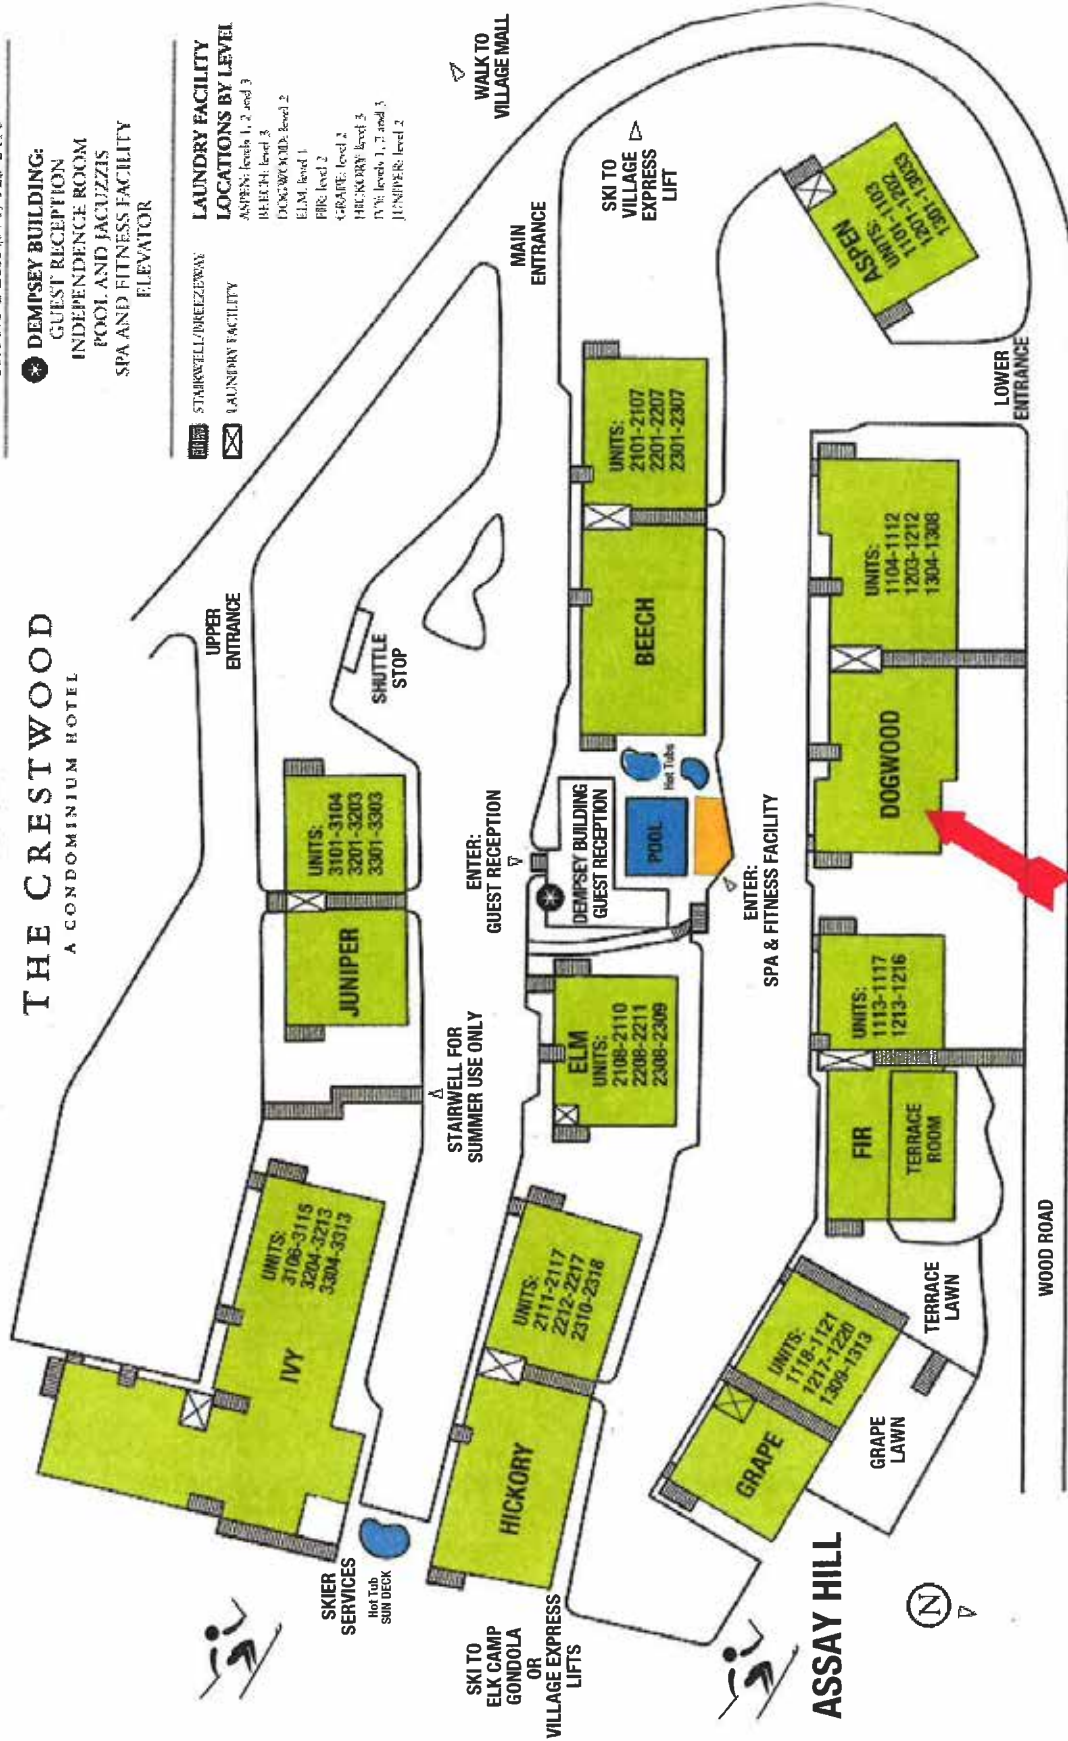 THE CRESTWOOD
A CONDOMINIUM HOTEL
DEMPSEY BUILDING:
GUEST RECEPTION
INDEPENDENCE ROOM
POOL AND JACUZZIS
SPA AND FITNESS FACILITY
ELEVATOR
STAIRWELL/BREEZEWAY
LAUNDRY FACILITY
LAUNDRY FACILITY
LOCATIONS BY LEVEL
ASPEN: levels 1, 2 and 3
BEECH: level 3
DOGWOOD: level 2
ELM: level 1
FIR: level 2
GRAPE: level 2
HICKORY: level 3
IVY: levels 1, 2 and 3
JUNIPER: level 2
WALK TO
VILLAGE MALL
UPPER
ENTRANCE
MAIN
ENTRANCE
SKI TO
VILLAGE
EXPRESS
LIFT
LOWER
ENTRANCE
SHUTTLE
STOP
JUNIPER
UNITS:
3101-3104
3201-3203
3301-3303
STAIRWELL FOR
SUMMER USE ONLY
IVY
UNITS:
3106-3115
3204-3213
3304-3313
SKIER
SERVICES
Hot Tub
SUN DECK
ENTER:
GUEST RECEPTION
DEMPSEY BUILDING
GUEST RECEPTION
POOL
Hot Tubs
ENTER:
SPA & FITNESS FACILITY
BEECH
UNITS:
2101-2107
2201-2207
2301-2307
ASPEN
UNITS:
1101-1103
1201-1202
1301-13033
ELM
UNITS:
2108-2110
2208-2211
2308-2309
HICKORY
UNITS:
2111-2117
2212-2217
2310-2318
SKI TO
ELK CAMP
GONDOLA
OR
VILLAGE EXPRESS
LIFTS
DOGWOOD
UNITS:
1104-1112
1203-1212
1304-1308
FIR
UNITS:
1113-1117
1213-1216
TERRACE
ROOM
GRAPE
UNITS:
1118-1121
1217-1220
1309-1313
GRAPE
LAWN
TERRACE
LAWN
WOOD ROAD
ASSAY HILL
N